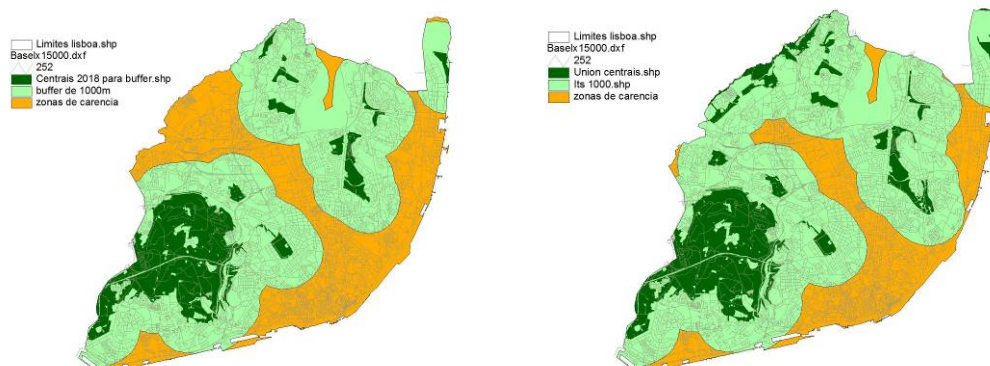 Limites lisboa.shp
Baselx15000.dxf
252
Centrais 2018 para buffer.shp
buffer de 1000m
zonas de carencia
Limites lisboa.shp
Baselx15000.dxf
252
Union centrais.shp
Its 1000.shp
zonas de carencia